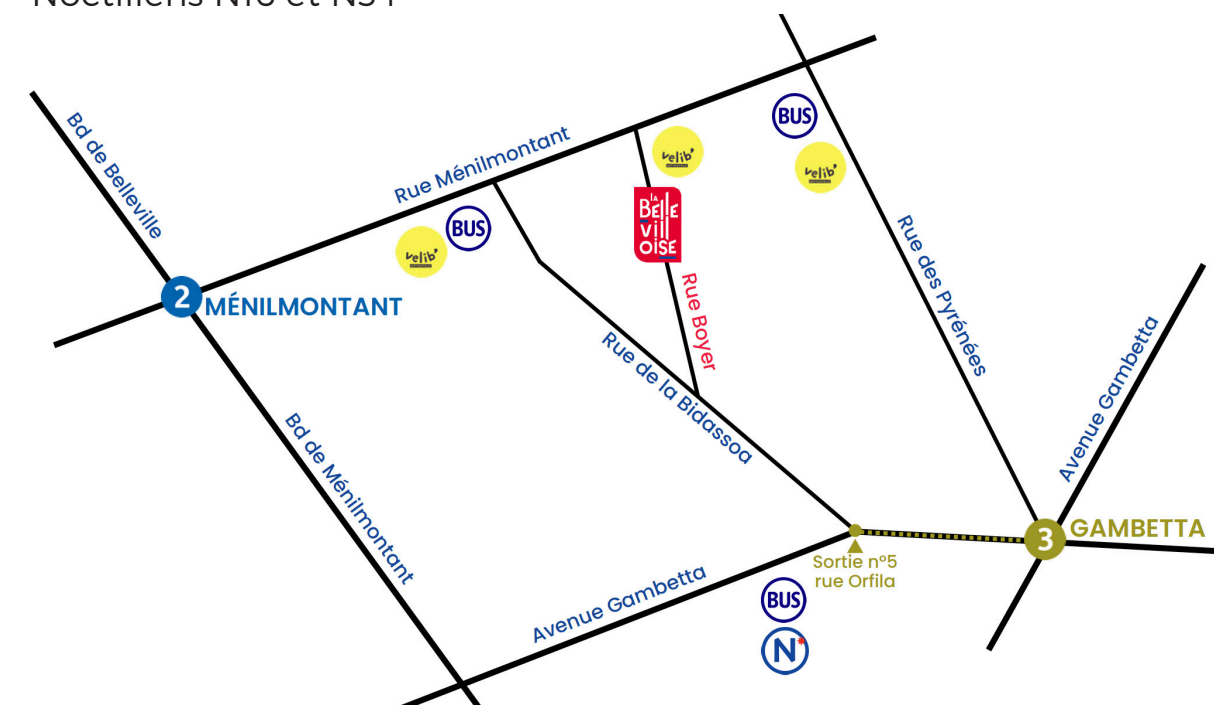 Noctiliens N16 et N34
BUS
Bd de Belleville
Rue Ménilmontant
velib'
velib'
LA
BELLE
VILL
OISE
BUS
velib'
Rue des Pyrénées
2 MÉNILMONTANT
Rue Boyer
Avenue Gambetta
Rue de la Bidassoa
Bd de Ménilmontant
3 GAMBETTA
Sortie n°5
rue Orfila
Avenue Gambetta
BUS
N